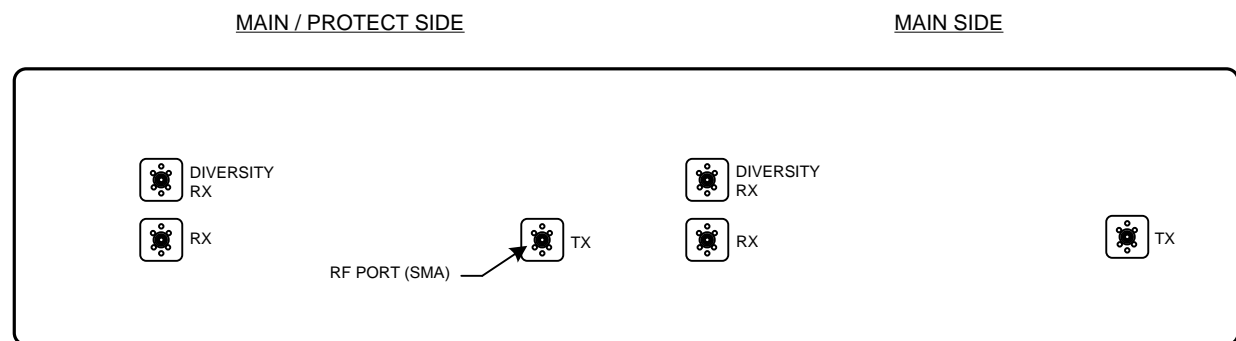 MAIN / PROTECT SIDE
MAIN SIDE
DIVERSITY
RX
DIVERSITY
RX
RX
TX
RX
TX
RF PORT (SMA)